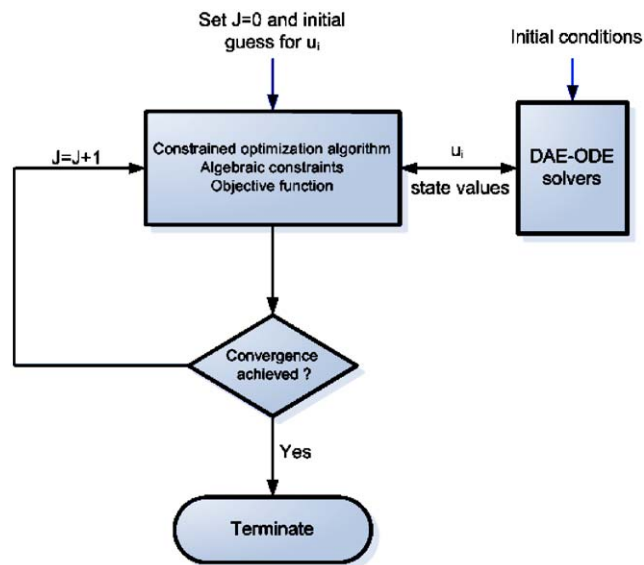 Set J=0 and initial
guess for uᵢ
Initial conditions
J=J+1
Constrained optimization algorithm
Algebraic constraints
Objective function
uᵢ
state values
DAE-ODE
solvers
Convergence
achieved ?
Yes
Terminate